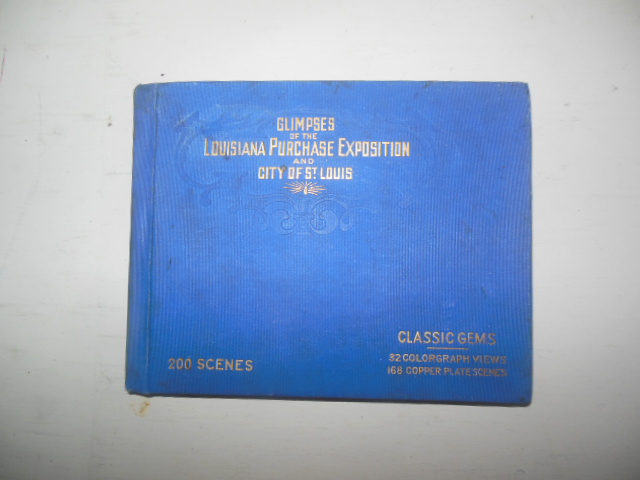 GLIMPSES
OF THE
LOUISIANA PURCHASE EXPOSITION
AND
CITY OF ST LOUIS
200 SCENES
CLASSIC GEMS
32 COLORGRAPH VIEWS
168 COPPER PLATE SCENES